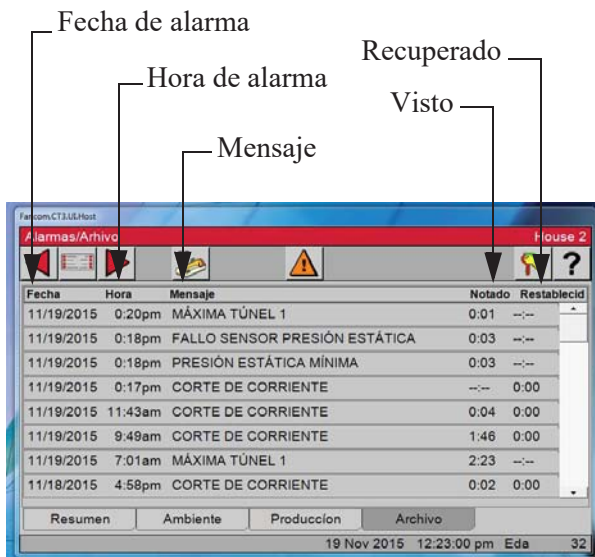 Fecha de alarma
Recuperado
Hora de alarma
Visto
Mensaje
Fancom.CT3.UI.Host
Alarmas/Arhivo House 2
?
Fecha Hora Mensaje Notado Restablecid
11/19/2015 0:20pm MÁXIMA TÚNEL 1 0:01 --:--
11/19/2015 0:18pm FALLO SENSOR PRESIÓN ESTÁTICA 0:03 --:--
11/19/2015 0:18pm PRESIÓN ESTÁTICA MÍNIMA 0:03 --:--
11/19/2015 0:17pm CORTE DE CORRIENTE --:-- 0:00
11/19/2015 11:43am CORTE DE CORRIENTE 0:04 0:00
11/19/2015 9:49am CORTE DE CORRIENTE 1:46 0:00
11/19/2015 7:01am MÁXIMA TÚNEL 1 2:23 --:--
11/18/2015 4:58pm CORTE DE CORRIENTE 0:02 0:00
Resumen Ambiente Produccíon Archivo
19 Nov 2015 12:23:00 pm Eda 32